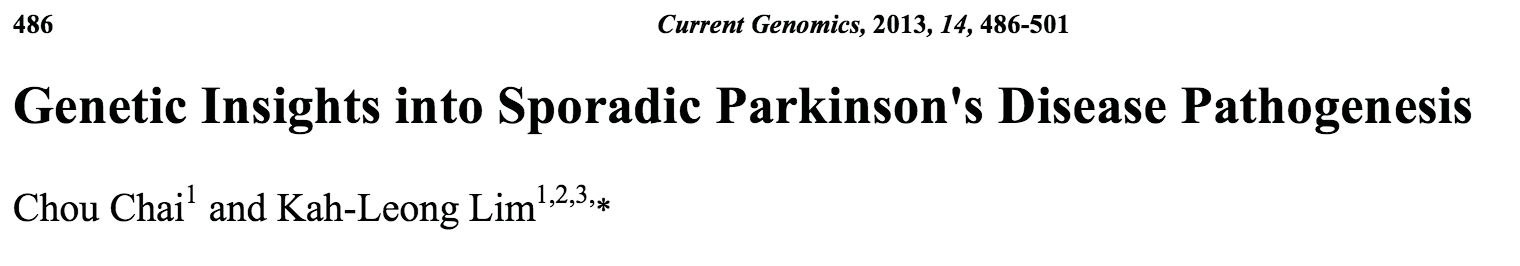 486 Current Genomics, 2013, 14, 486-501
Genetic Insights into Sporadic Parkinson's Disease Pathogenesis
Chou Chai1 and Kah-Leong Lim1,2,3,*